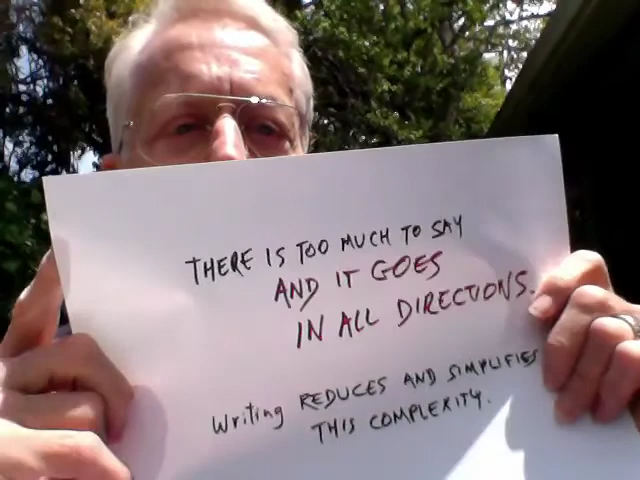 THERE IS TOO MUCH TO SAY
AND IT GOES
IN ALL DIRECTIONS.
Writing REDUCES AND SIMPLIFIES
THIS COMPLEXITY.